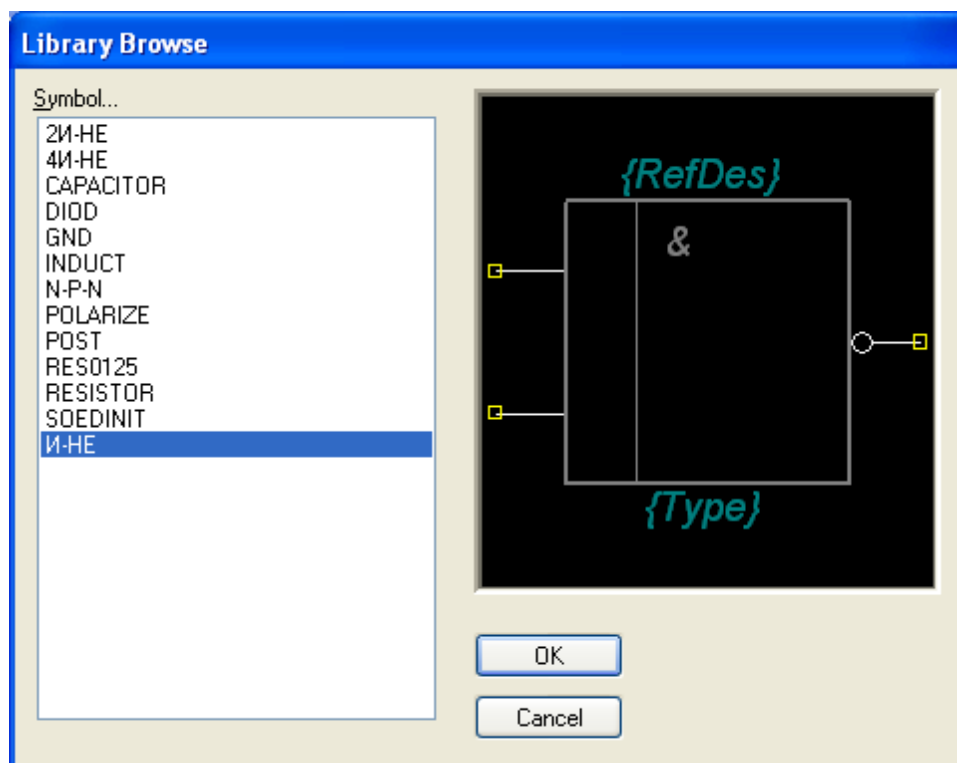 Library Browse
Symbol...
2И-НЕ
4И-НЕ
CAPACITOR
DIOD
GND
INDUCT
N-P-N
POLARIZE
POST
RES0125
RESISTOR
SOEDINIT
И-НЕ
{RefDes}
&
{Type}
OK
Cancel